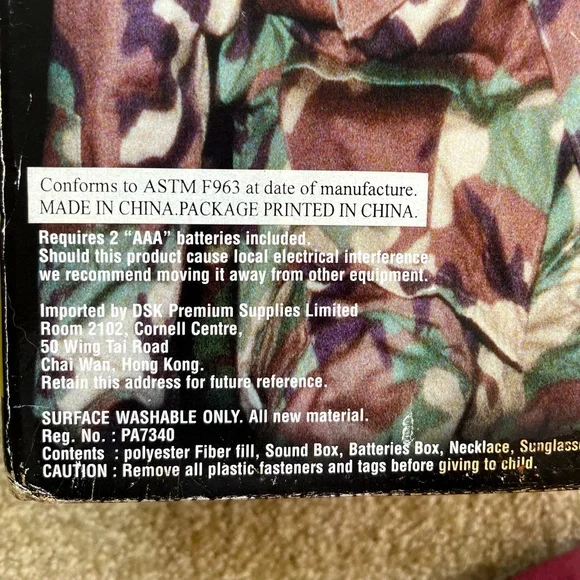 Conforms to ASTM F963 at date of manufacture.
MADE IN CHINA.PACKAGE PRINTED IN CHINA.
Requires 2 “AAA” batteries included.
Should this product cause local electrical interference
we recommend moving it away from other equipment.
Imported by DSK Premium Supplies Limited
Room 2102, Cornell Centre,
50 Wing Tai Road
Chai Wan, Hong Kong.
Retain this address for future reference.
SURFACE WASHABLE ONLY. All new material.
Reg. No. : PA7340
Contents : polyester Fiber fill, Sound Box, Batteries Box, Necklace, Sunglasse
CAUTION : Remove all plastic fasteners and tags before giving to child.